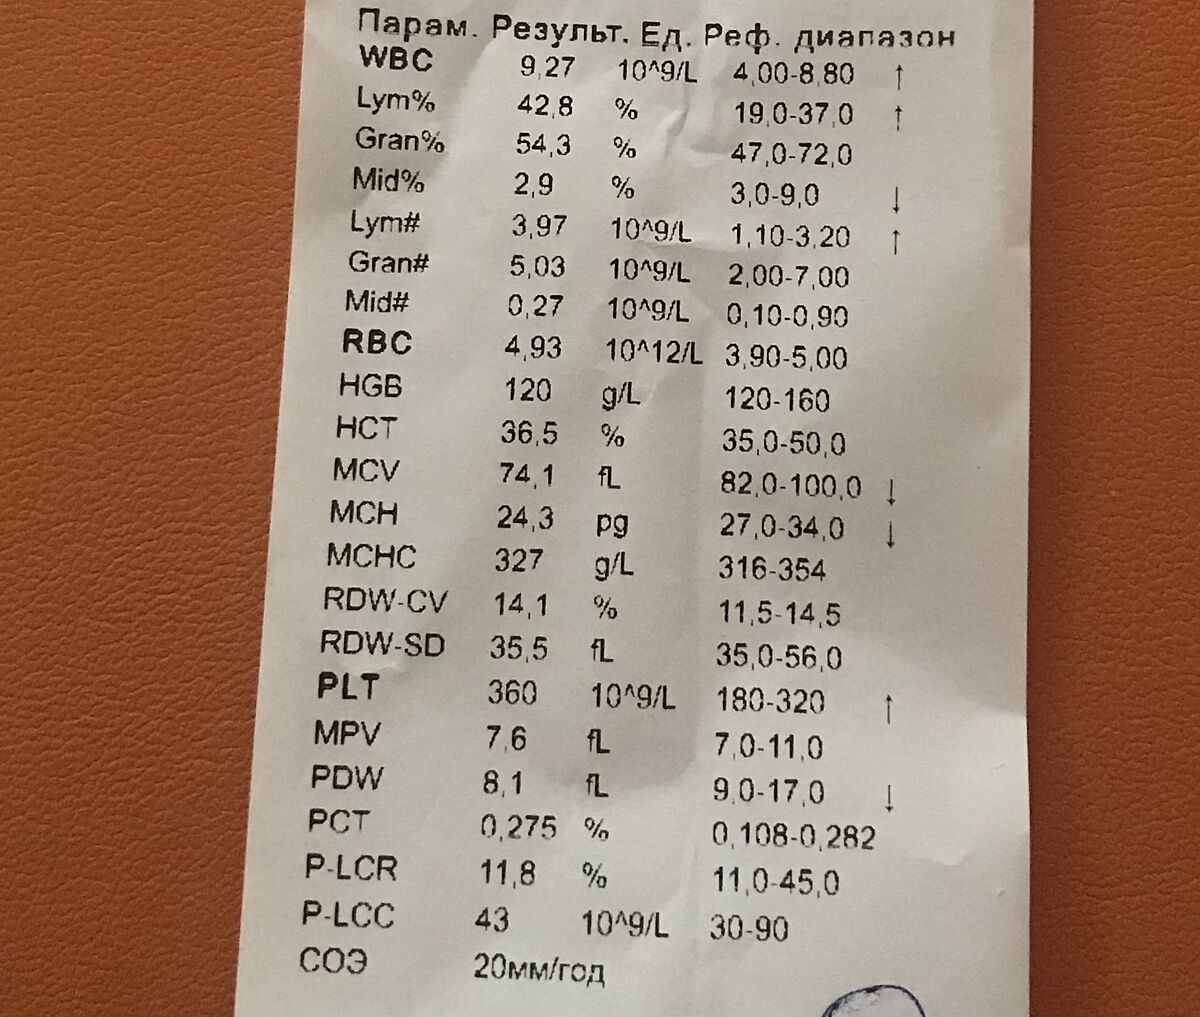 Парам. Результ. Ед. Реф. диапазон
WBC 9,27 10^9/L 4,00-8,80 ↑
Lym% 42,8 % 19,0-37,0 ↑
Gran% 54,3 % 47,0-72,0
Mid% 2,9 % 3,0-9,0 ↓
Lym# 3,97 10^9/L 1,10-3,20 ↑
Gran# 5,03 10^9/L 2,00-7,00
Mid# 0,27 10^9/L 0,10-0,90
RBC 4,93 10^12/L 3,90-5,00
HGB 120 g/L 120-160
HCT 36,5 % 35,0-50,0
MCV 74,1 fL 82,0-100,0 ↓
MCH 24,3 pg 27,0-34,0 ↓
MCHC 327 g/L 316-354
RDW-CV 14,1 % 11,5-14,5
RDW-SD 35,5 fL 35,0-56,0
PLT 360 10^9/L 180-320 ↑
MPV 7,6 fL 7,0-11,0
PDW 8,1 fL 9,0-17,0 ↓
PCT 0,275 % 0,108-0,282
P-LCR 11,8 % 11,0-45,0
P-LCC 43 10^9/L 30-90
СОЭ 20мм/год